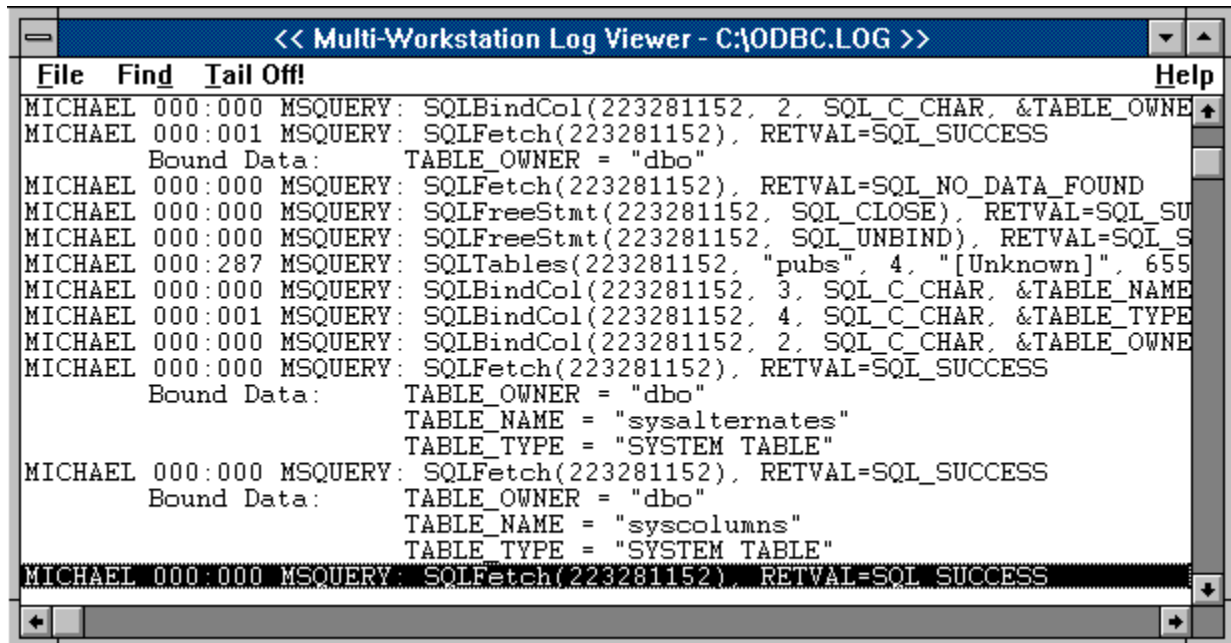 << Multi-Workstation Log Viewer - C:\ODBC.LOG >>
File Find Tail Off! Help
MICHAEL 000:000 MSQUERY: SQLBindCol(223281152, 2, SQL_C_CHAR, &TABLE_OWNE
MICHAEL 000:001 MSQUERY: SQLFetch(223281152), RETVAL=SQL_SUCCESS
Bound Data: TABLE_OWNER = "dbo"
MICHAEL 000:000 MSQUERY: SQLFetch(223281152), RETVAL=SQL_NO_DATA_FOUND
MICHAEL 000:000 MSQUERY: SQLFreeStmt(223281152, SQL_CLOSE), RETVAL=SQL_SU
MICHAEL 000:000 MSQUERY: SQLFreeStmt(223281152, SQL_UNBIND), RETVAL=SQL_S
MICHAEL 000:287 MSQUERY: SQLTables(223281152, "pubs", 4, "[Unknown]", 655
MICHAEL 000:000 MSQUERY: SQLBindCol(223281152, 3, SQL_C_CHAR, &TABLE_NAME
MICHAEL 000:001 MSQUERY: SQLBindCol(223281152, 4, SQL_C_CHAR, &TABLE_TYPE
MICHAEL 000:000 MSQUERY: SQLBindCol(223281152, 2, SQL_C_CHAR, &TABLE_OWNE
MICHAEL 000:000 MSQUERY: SQLFetch(223281152), RETVAL=SQL_SUCCESS
Bound Data: TABLE_OWNER = "dbo"
TABLE_NAME = "sysalternates"
TABLE_TYPE = "SYSTEM TABLE"
MICHAEL 000:000 MSQUERY: SQLFetch(223281152), RETVAL=SQL_SUCCESS
Bound Data: TABLE_OWNER = "dbo"
TABLE_NAME = "syscolumns"
TABLE_TYPE = "SYSTEM TABLE"
MICHAEL 000:000 MSQUERY: SQLFetch(223281152), RETVAL=SQL_SUCCESS